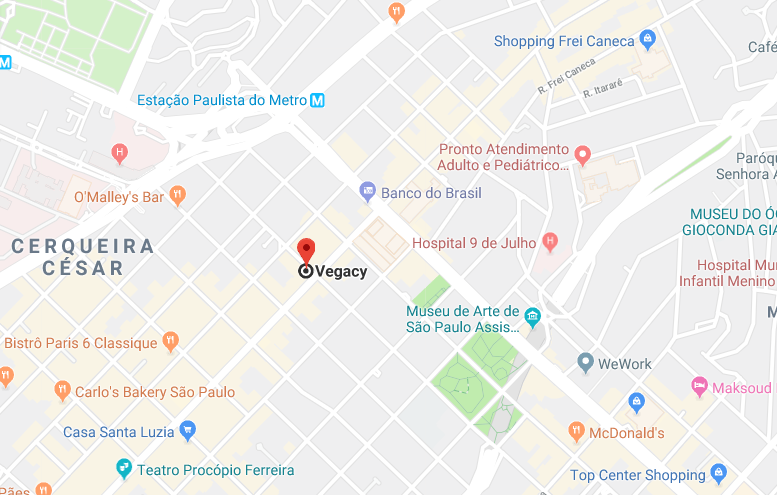 Shopping Frei Caneca
Café
M
R. Frei Caneca
R. Itararé
Estação Paulista do Metro M
H
Pronto Atendimento
Adulto e Pediátrico...
Paróq
Senhora A
O'Malley's Bar
Banco do Brasil
MUSEU DO Ó
GIOCONDA GIA
CERQUEIRA
CÉSAR
Hospital 9 de Julho
H
Vegacy
Hospital Mun
Infantil Menino
Museu de Arte de
São Paulo Assis...
M
Bistrô Paris 6 Classique
WeWork
Carlo's Bakery São Paulo
Maksoud
Casa Santa Luzia
McDonald's
Teatro Procópio Ferreira
Top Center Shopping
Pães